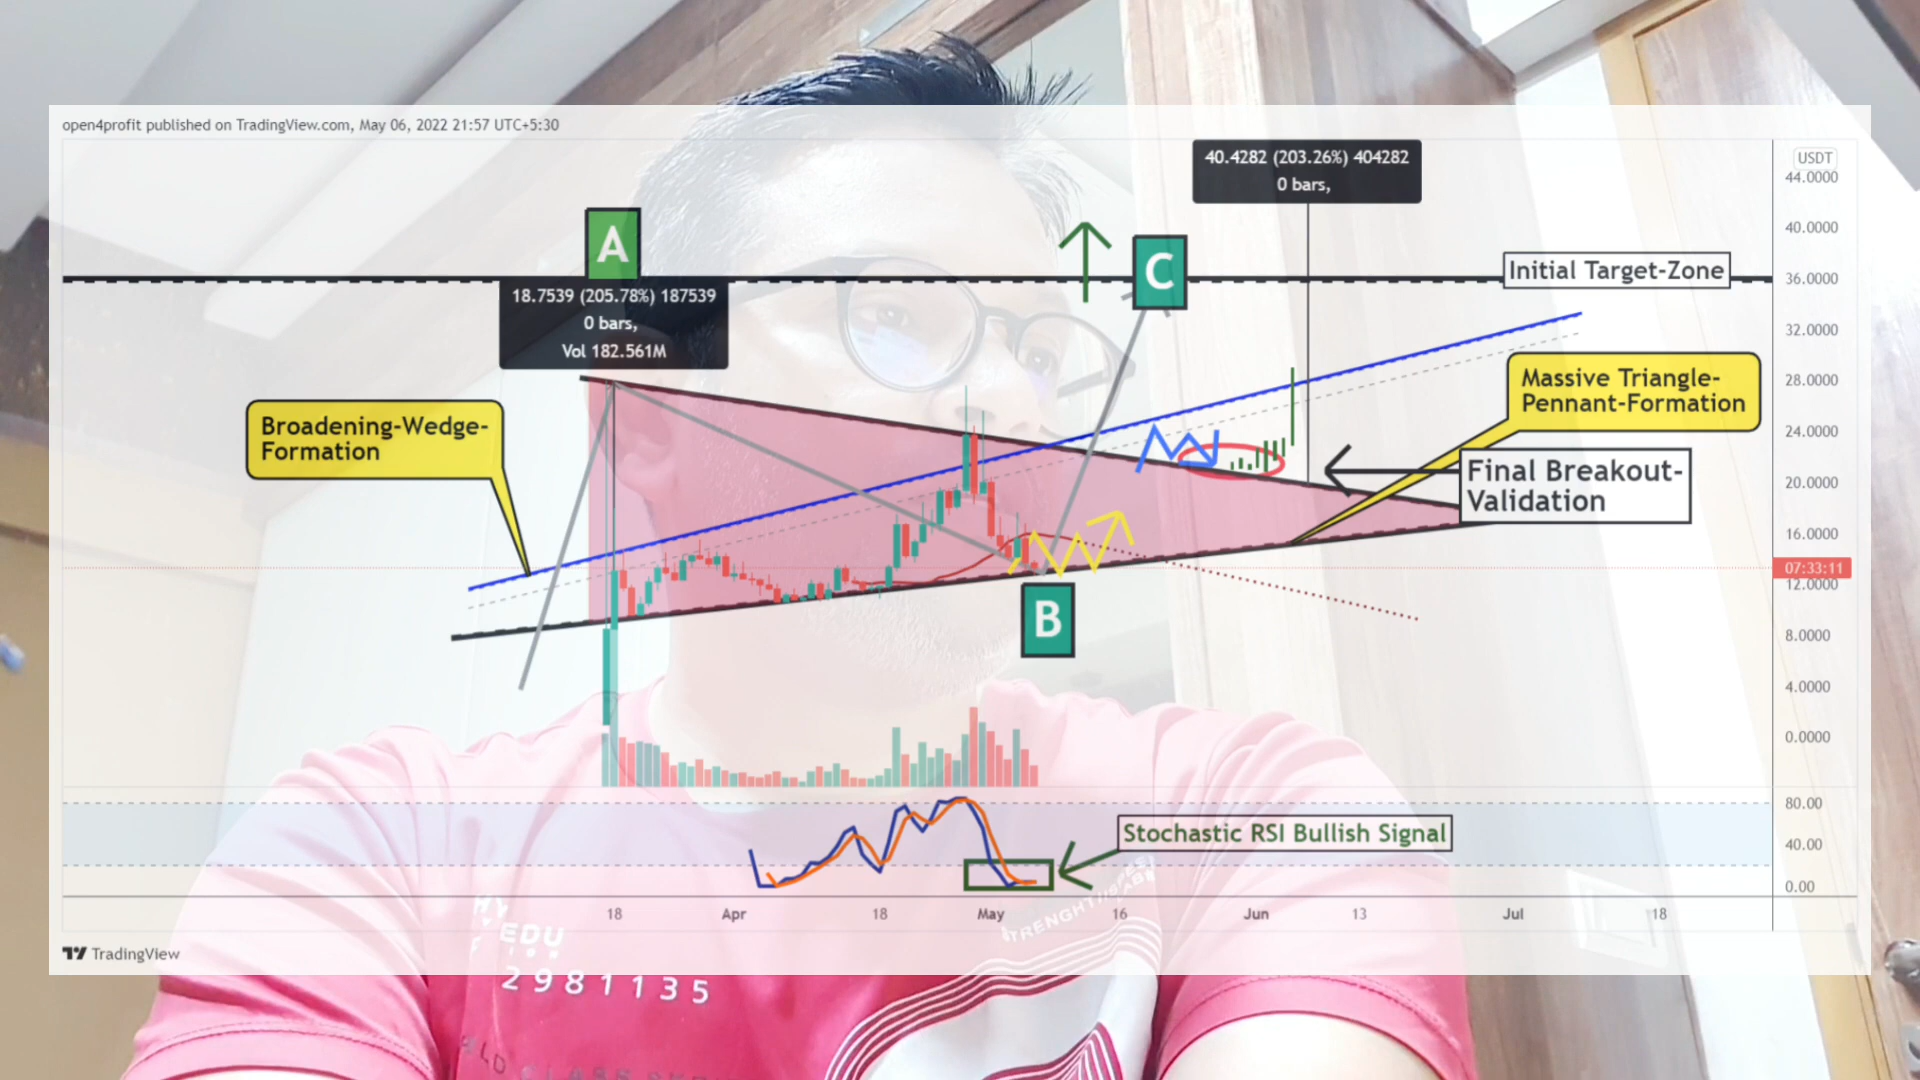 open4profit published on TradingView.com, May 06, 2022 21:57 UTC+5:30
40.4282 (203.26%) 404282
0 bars,
USDT
44.0000
40.0000
A
C
Initial Target-Zone
36.0000
18.7539 (205.78%) 187539
0 bars,
Vol 182.561M
32.0000
Massive Triangle-
Pennant-Formation
28.0000
Broadening-Wedge-
Formation
24.0000
Final Breakout-
Validation
20.0000
16.0000
07:33:11
12.0000
B
8.0000
4.0000
0.0000
80.00
Stochastic RSI Bullish Signal
40.00
0.00
18
Apr
18
May
16
Jun
13
Jul
18
TradingView
EDU
2981135